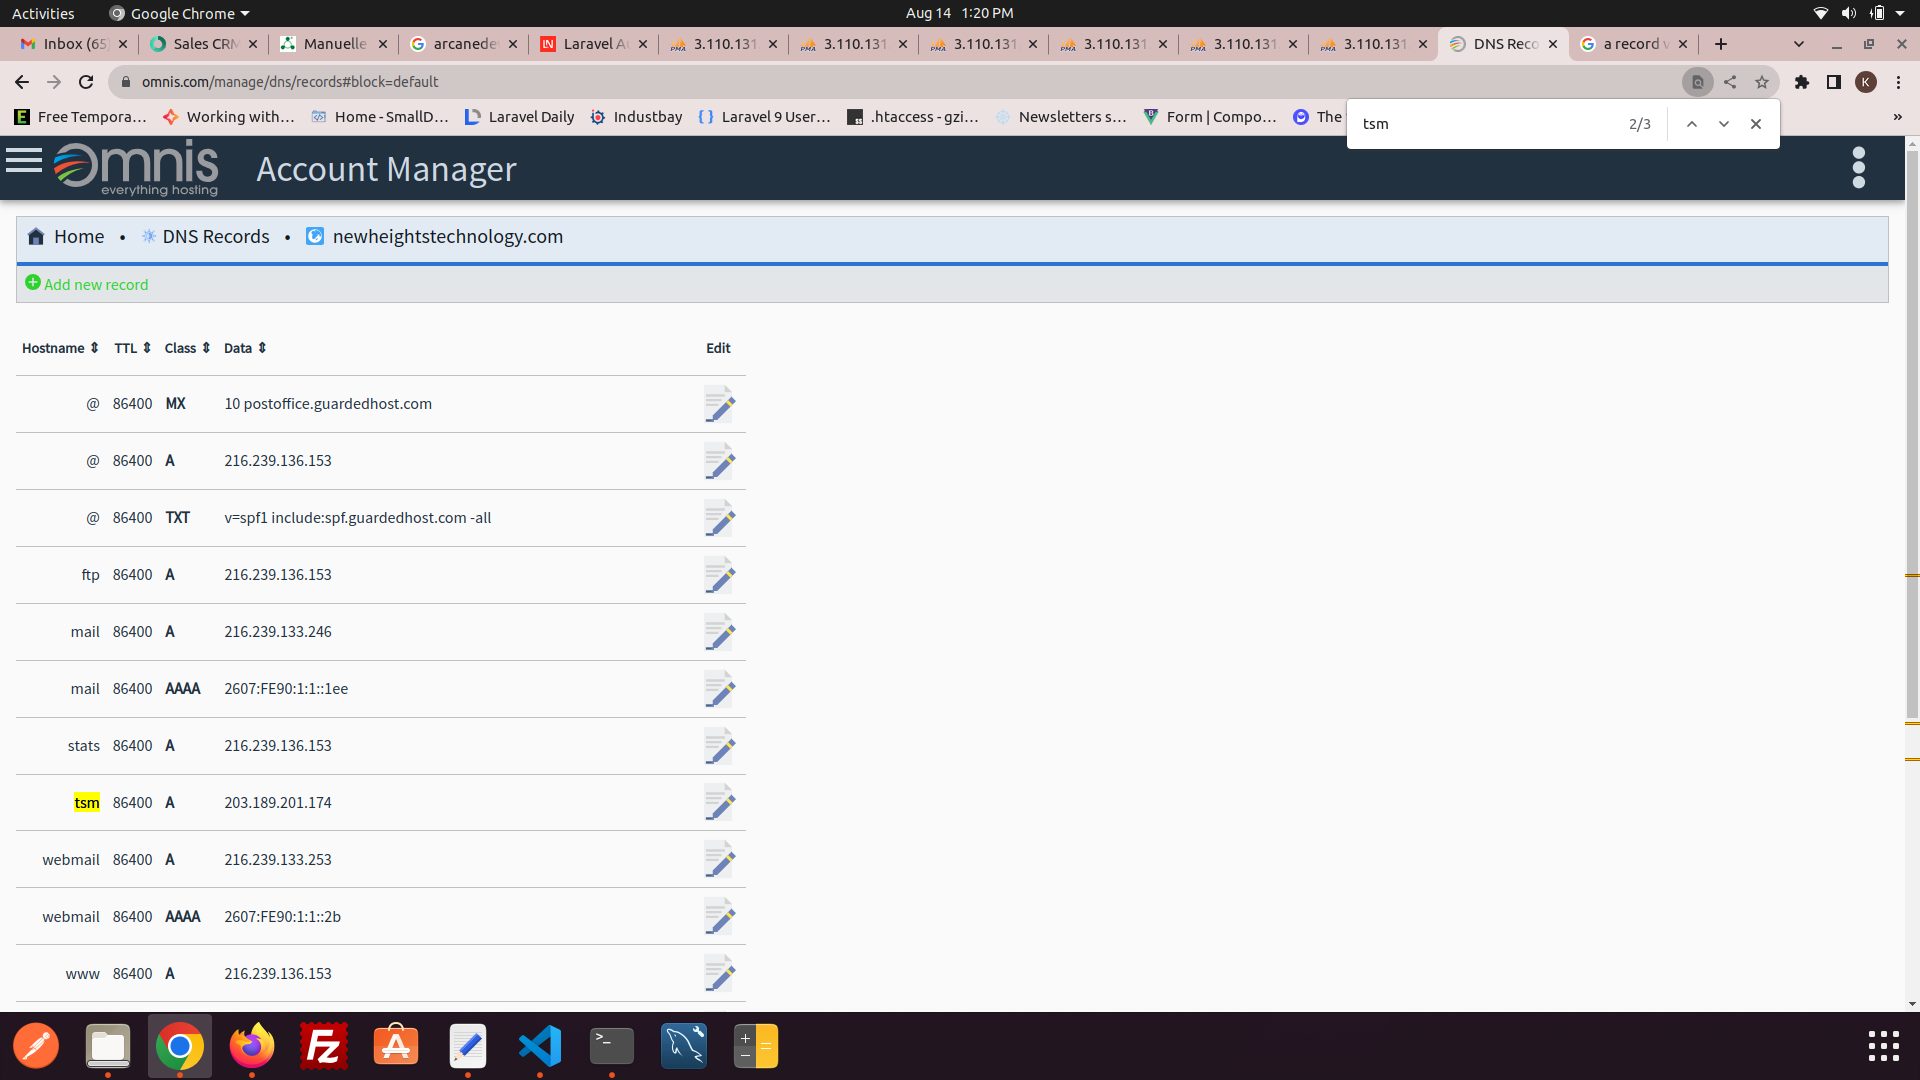 Activities Google Chrome Aug 14 1:20 PM
Inbox (65) Sales CRM Manuelle arcanede LN Laravel A PMA 3.110.131 PMA 3.110.131 PMA 3.110.131 PMA 3.110.131 PMA 3.110.131 PMA 3.110.131 DNS Reco a record v
omnis.com/manage/dns/records#block=default K
Free Tempora... Working with... Home - SmallD... Laravel Daily Industbay Laravel 9 User... .htaccess - gzi... Newsletters s... Form | Compo... The »
tsm 2/3
Omnis
everything hosting
Account Manager
Home • DNS Records • newheightstechnology.com
Add new record
Hostname TTL Class Data Edit
@ 86400 MX 10 postoffice.guardedhost.com
@ 86400 A 216.239.136.153
@ 86400 TXT v=spf1 include:spf.guardedhost.com -all
ftp 86400 A 216.239.136.153
mail 86400 A 216.239.133.246
mail 86400 AAAA 2607:FE90:1:1::1ee
stats 86400 A 216.239.136.153
tsm 86400 A 203.189.201.174
webmail 86400 A 216.239.133.253
webmail 86400 AAAA 2607:FE90:1:1::2b
www 86400 A 216.239.136.153